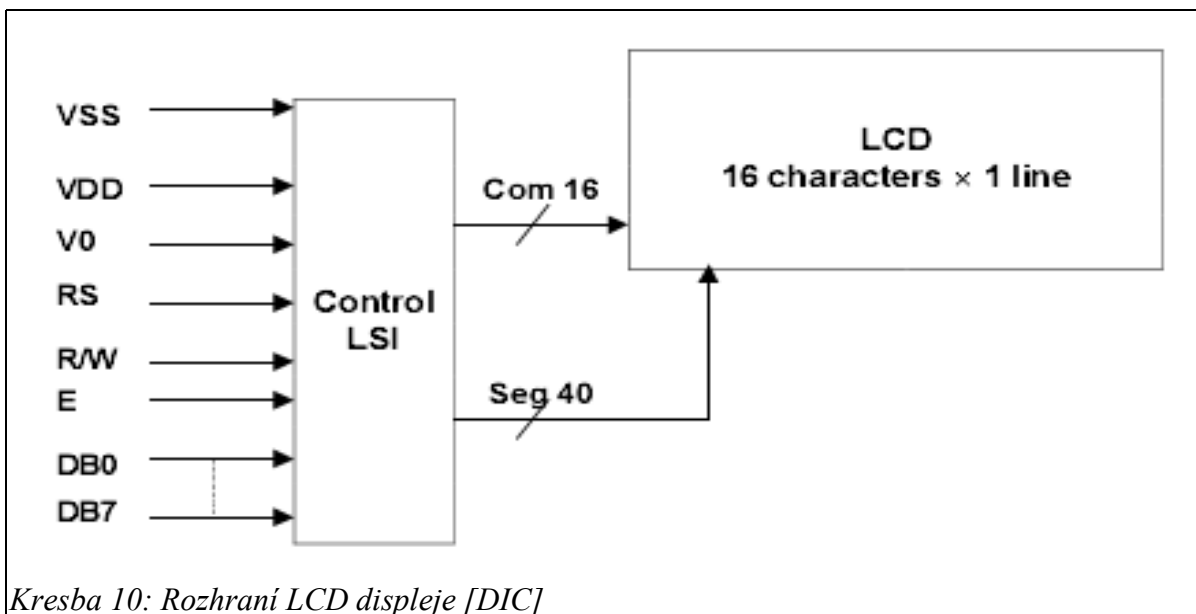 VSS
VDD
V0
RS
R/W
E
DB0
DB7
Control
LSI
Com 16
Seg 40
LCD
16 characters × 1 line
Kresba 10: Rozhraní LCD displeje [DIC]